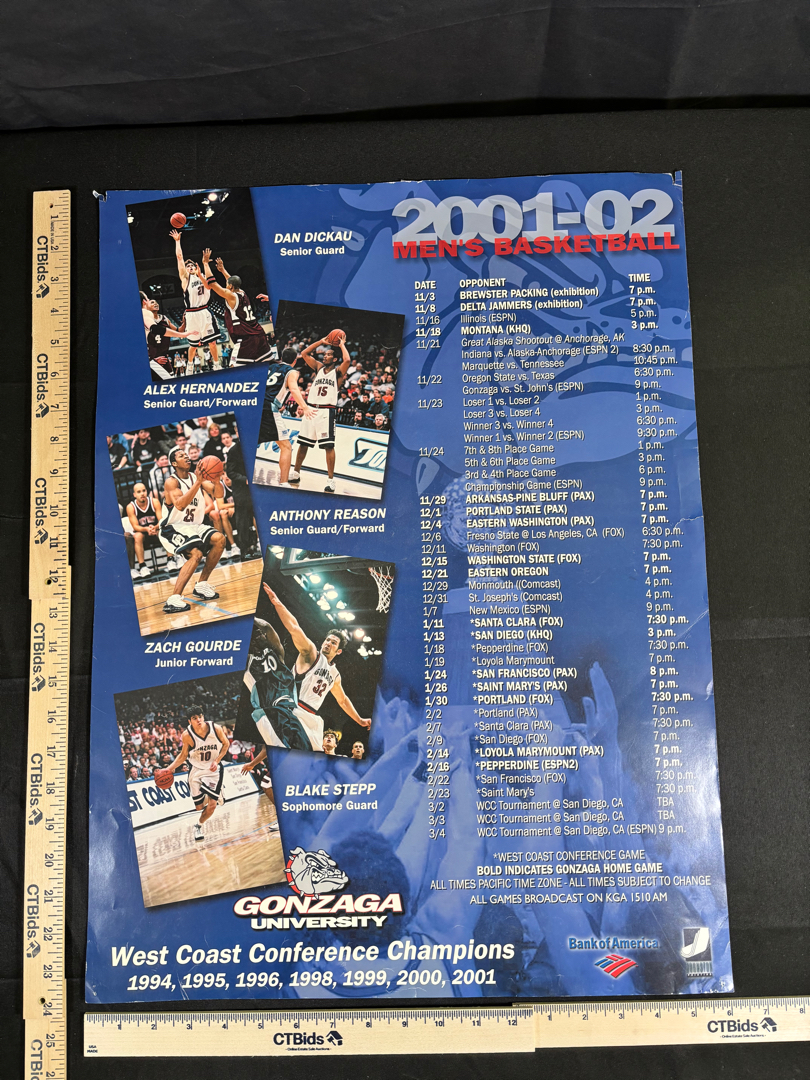 2001-02
MEN'S BASKETBALL
DAN DICKAU
Senior Guard
ALEX HERNANDEZ
Senior Guard/Forward
ANTHONY REASON
Senior Guard/Forward
ZACH GOURDE
Junior Forward
BLAKE STEPP
Sophomore Guard
DATE OPPONENT TIME
11/3 BREWSTER PACKING (exhibition) 7 p.m.
11/8 DELTA JAMMERS (exhibition) 7 p.m.
11/16 Illinois (ESPN) 5 p.m.
11/18 MONTANA (KHQ) 3 p.m.
11/21 Great Alaska Shootout @ Anchorage, AK
Indiana vs. Alaska-Anchorage (ESPN 2) 8:30 p.m.
Marquette vs. Tennessee 10:45 p.m.
11/22 Oregon State vs. Texas 6:30 p.m.
Gonzaga vs. St. John's (ESPN) 9 p.m.
11/23 Loser 1 vs. Loser 2 1 p.m.
Loser 3 vs. Loser 4 3 p.m.
Winner 3 vs. Winner 4 6:30 p.m.
Winner 1 vs. Winner 2 (ESPN) 9:30 p.m.
11/24 7th & 8th Place Game 1 p.m.
5th & 6th Place Game 3 p.m.
3rd & 4th Place Game 6 p.m.
Championship Game (ESPN) 9 p.m.
11/29 ARKANSAS-PINE BLUFF (PAX) 7 p.m.
12/1 PORTLAND STATE (PAX) 7 p.m.
12/4 EASTERN WASHINGTON (PAX) 7 p.m.
12/6 Fresno State @ Los Angeles, CA (FOX) 6:30 p.m.
12/11 Washington (FOX) 7:30 p.m.
12/15 WASHINGTON STATE (FOX) 7 p.m.
12/21 EASTERN OREGON 7 p.m.
12/29 Monmouth ((Comcast) 4 p.m.
12/31 St. Joseph's (Comcast) 4 p.m.
1/7 New Mexico (ESPN) 9 p.m.
1/11 *SANTA CLARA (FOX) 7:30 p.m.
1/13 *SAN DIEGO (KHQ) 3 p.m.
1/18 *Pepperdine (FOX) 7:30 p.m.
1/19 *Loyola Marymount 7 p.m.
1/24 *SAN FRANCISCO (PAX) 8 p.m.
1/26 *SAINT MARY'S (PAX) 7 p.m.
1/30 *PORTLAND (FOX) 7:30 p.m.
2/2 *Portland (PAX) 7 p.m.
2/7 *Santa Clara (PAX) 7:30 p.m.
2/9 *San Diego (FOX) 7 p.m.
2/14 *LOYOLA MARYMOUNT (PAX) 7 p.m.
2/16 *PEPPERDINE (ESPN2) 7 p.m.
2/22 *San Francisco (FOX) 7:30 p.m.
2/23 *Saint Mary's 7:30 p.m.
3/2 WCC Tournament @ San Diego, CA TBA
3/3 WCC Tournament @ San Diego, CA TBA
3/4 WCC Tournament @ San Diego, CA (ESPN) 9 p.m.
*WEST COAST CONFERENCE GAME
BOLD INDICATES GONZAGA HOME GAME
ALL TIMES PACIFIC TIME ZONE - ALL TIMES SUBJECT TO CHANGE
ALL GAMES BROADCAST ON KGA 1510 AM
GONZAGA
UNIVERSITY
West Coast Conference Champions
1994, 1995, 1996, 1998, 1999, 2000, 2001
Bank of America
CTBids
CTBids
CTBids
CTBids
CTBids
CTBids
CTBids
CTBids
CTBids